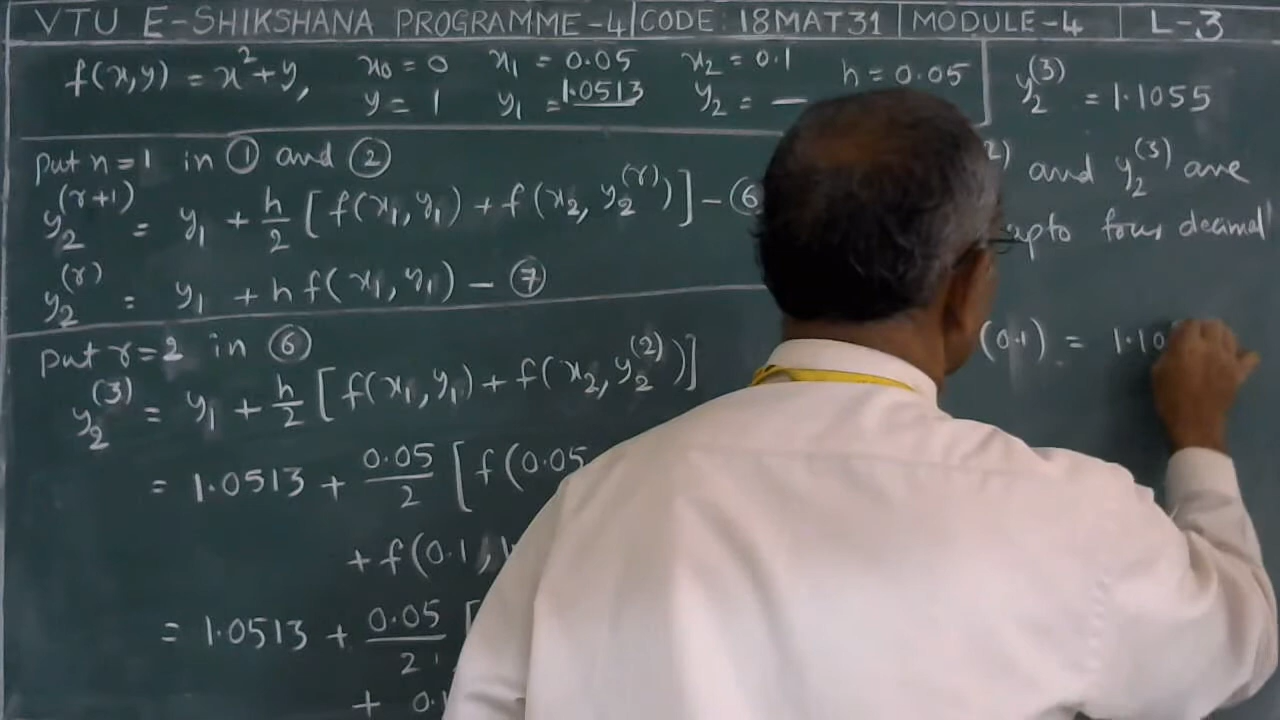 VTU E-SHIKSHANA PROGRAMME-4 | CODE: 18MAT31 | MODULE-4 | L-3
f(x,y) = x²+y, x₀ = 0 x₁ = 0.05 x₂ = 0.1 h = 0.05
y = 1 y₁ = 1.0513 y₂ = —
put n=1 in ① and ②
y₂^(r+1) = y₁ + h/2 [f(x₁,y₁) + f(x₂, y₂^(r))] – ⑥
y₂^(r) = y₁ + hf(x₁,y₁) – ⑦
put r=2 in ⑥
y₂^(3) = y₁ + h/2 [f(x₁,y₁) + f(x₂,y₂^(2))]
= 1.0513 + 0.05/2 [f(0.05
+ f(0.1,
= 1.0513 + 0.05/2 [
+ 0.
y₂^(3) = 1.1055
2) and y₂^(3) are
upto four decimal
(0.1) = 1.10